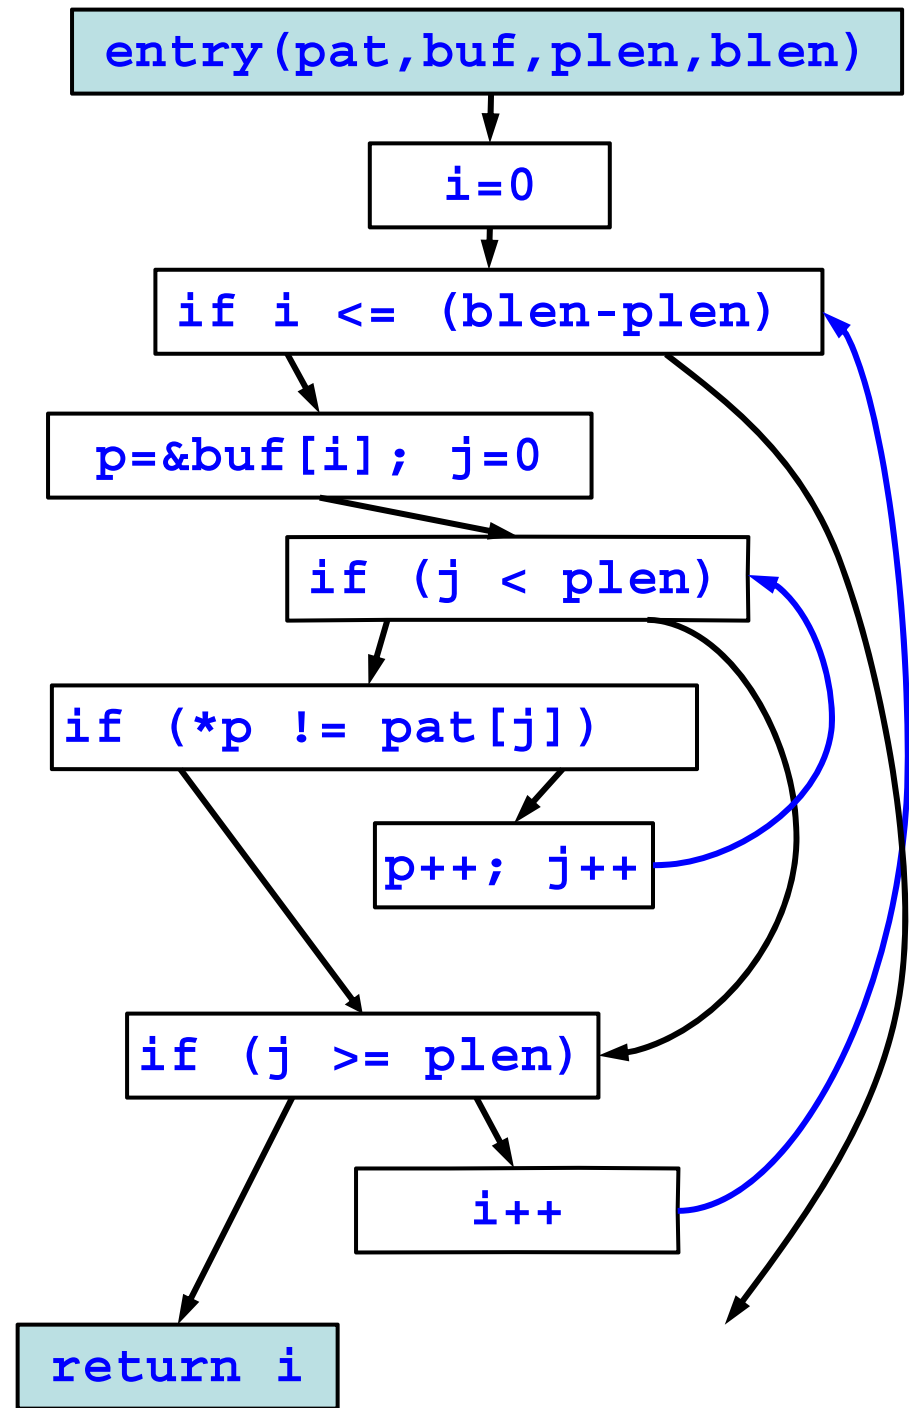 entry(pat,buf,plen,blen)
i=0
if i <= (blen-plen)
p=&buf[i]; j=0
if (j < plen)
if (*p != pat[j])
p++; j++
if (j >= plen)
i++
return i